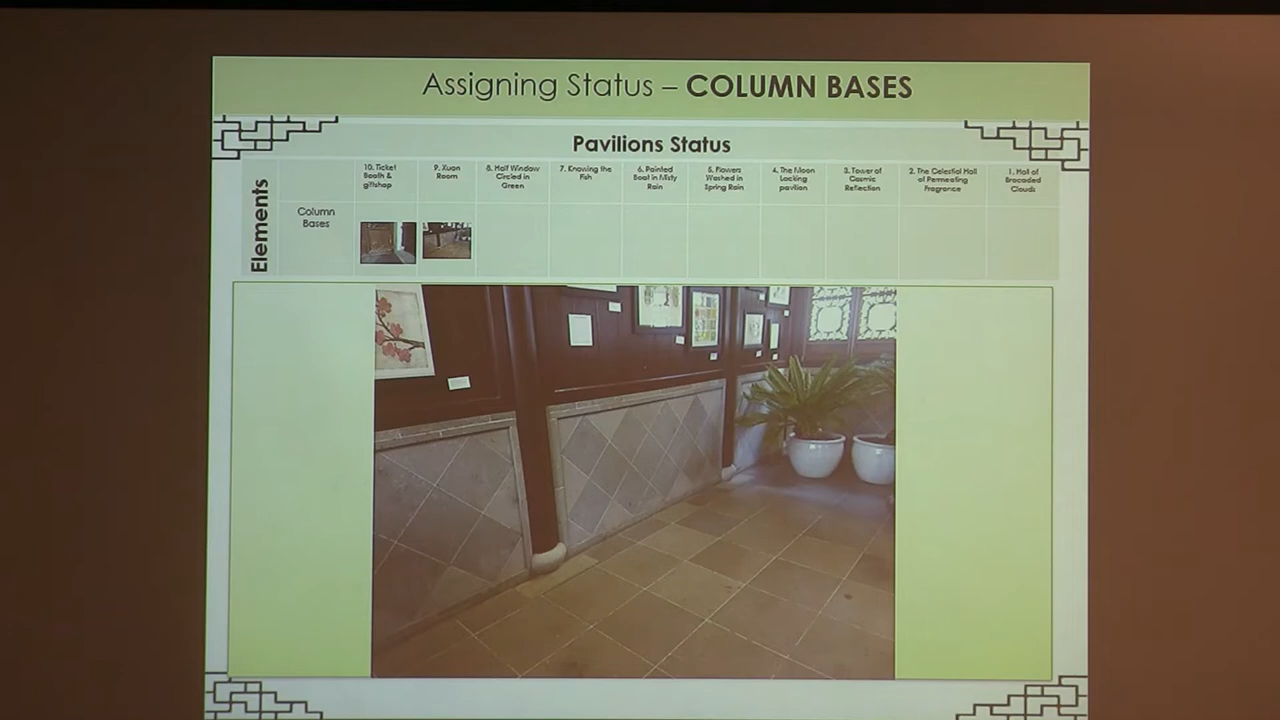 Assigning Status – COLUMN BASES
Pavilions Status
Elements
10. Ticket
Booth &
giftshop
9. Xuan
Room
8. Half Window
Circled in
Green
7. Knowing the
Fish
6. Painted
Boat in Misty
Rain
5. Flowers
Washed in
Spring Rain
4. The Moon
Locking
pavilion
3. Tower of
Cosmic
Reflection
2. The Celestial Hall
of Permeating
Fragrance
1. Hall of
Brocaded
Clouds
Column
Bases